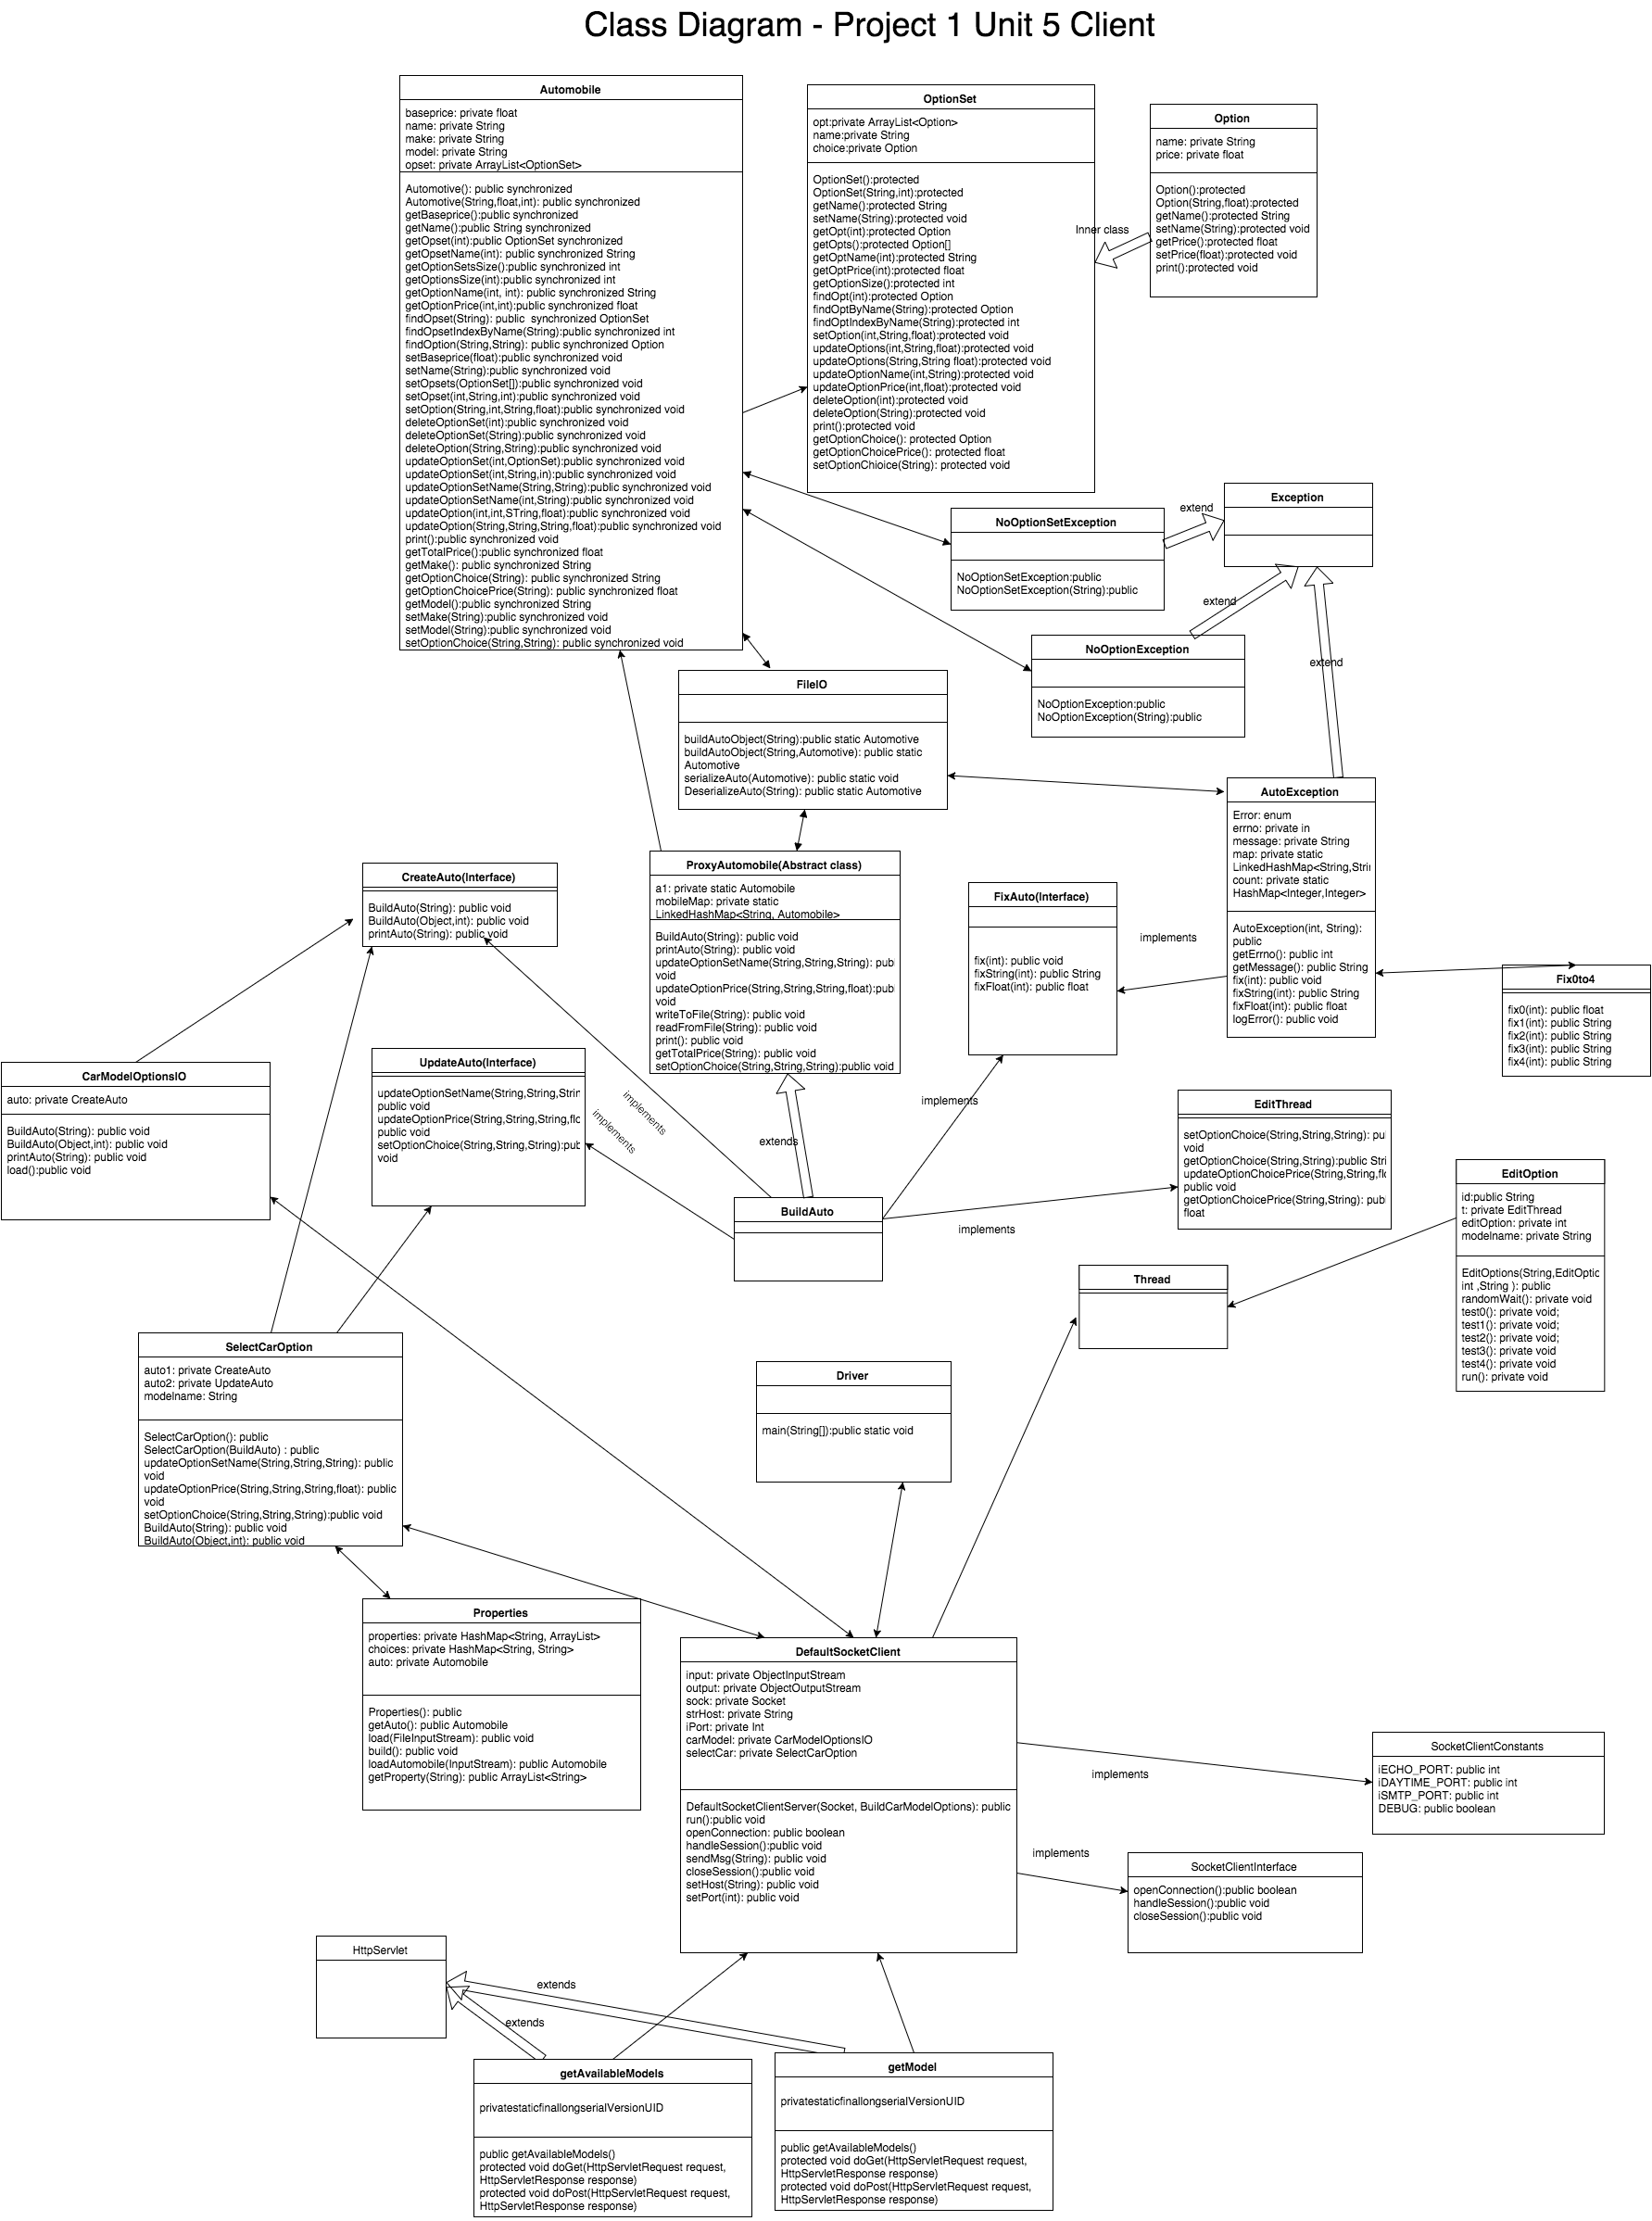 Class Diagram - Project 1 Unit 5 Client
Automobile
baseprice: private float
name: private String
make: private String
model: private String
opset: private ArrayList<OptionSet>
Automotive(): public synchronized
Automotive(String,float,int): public synchronized
getBaseprice():public synchronized
getName():public String synchronized
getOpset(int):public OptionSet synchronized
getOpsetName(int): public synchronized String
getOptionSetsSize():public synchronized int
getOptionsSize(int):public synchronized int
getOptionName(int, int): public synchronized String
getOptionPrice(int,int):public synchronized float
findOpset(String): public  synchronized OptionSet
findOpsetIndexByName(String):public synchronized int
findOption(String,String): public synchronized Option
setBaseprice(float):public synchronized void
setName(String):public synchronized void
setOpsets(OptionSet[]):public synchronized void
setOpset(int,String,int):public synchronized void
setOption(String,int,String,float):public synchronized void
deleteOptionSet(int):public synchronized void
deleteOptionSet(String):public synchronized void
deleteOption(String,String):public synchronized void
updateOptionSet(int,OptionSet):public synchronized void
updateOptionSet(int,String,in):public synchronized void
updateOptionSetName(String,String):public synchronized void
updateOptionSetName(int,String):public synchronized void
updateOption(int,int,STring,float):public synchronized void
updateOption(String,String,String,float):public synchronized void
print():public synchronized void
getTotalPrice():public synchronized float
getMake(): public synchronized String
getOptionChoice(String): public synchronized String
getOptionChoicePrice(String): public synchronized float
getModel():public synchronized String
setMake(String):public synchronized void
setModel(String):public synchronized void
setOptionChoice(String,String): public synchronized void
OptionSet
opt:private ArrayList<Option>
name:private String
choice:private Option
OptionSet():protected
OptionSet(String,int):protected
getName():protected String
setName(String):protected void
getOpt(int):protected Option
getOpts():protected Option[]
getOptName(int):protected String
getOptPrice(int):protected float
getOptionSize():protected int
findOpt(int):protected Option
findOptByName(String):protected Option
findOptIndexByName(String):protected int
setOption(int,String,float):protected void
updateOptions(int,String,float):protected void
updateOptions(String,String float):protected void
updateOptionName(int,String):protected void
updateOptionPrice(int,float):protected void
deleteOption(int):protected void
deleteOption(String):protected void
print():protected void
getOptionChoice(): protected Option
getOptionChoicePrice(): protected float
setOptionChioice(String): protected void
Option
name: private String
price: private float
Option():protected
Option(String,float):protected
getName():protected String
setName(String):protected void
getPrice():protected float
setPrice(float):protected void
print():protected void
Inner class
Exception
extend
NoOptionSetException
NoOptionSetException:public
NoOptionSetException(String):public
extend
NoOptionException
NoOptionException:public
NoOptionException(String):public
extend
FileIO
buildAutoObject(String):public static Automotive
buildAutoObject(String,Automotive): public static
Automotive
serializeAuto(Automotive): public static void
DeserializeAuto(String): public static Automotive
AutoException
Error: enum
errno: private in
message: private String
map: private static
LinkedHashMap<String,Stri
count: private static
HashMap<Integer,Integer>
AutoException(int, String):
public
getErrno(): public int
getMessage(): public String
fix(int): public void
fixString(int): public String
fixFloat(int): public float
logError(): public void
CreateAuto(Interface)
BuildAuto(String): public void
BuildAuto(Object,int): public void
printAuto(String): public void
ProxyAutomobile(Abstract class)
a1: private static Automobile
mobileMap: private static
LinkedHashMap<String, Automobile>
BuildAuto(String): public void
printAuto(String): public void
updateOptionSetName(String,String,String): pub
void
updateOptionPrice(String,String,String,float):pub
void
writeToFile(String): public void
readFromFile(String): public void
print(): public void
getTotalPrice(String): public void
setOptionChoice(String,String,String):public void
FixAuto(Interface)
fix(int): public void
fixString(int): public String
fixFloat(int): public float
implements
Fix0to4
fix0(int): public float
fix1(int): public String
fix2(int): public String
fix3(int): public String
fix4(int): public String
CarModelOptionsIO
auto: private CreateAuto
BuildAuto(String): public void
BuildAuto(Object,int): public void
printAuto(String): public void
load():public void
UpdateAuto(Interface)
updateOptionSetName(String,String,Strin
public void
updateOptionPrice(String,String,String,flo
public void
setOptionChoice(String,String,String):pub
void
implements
implements
extends
implements
implements
BuildAuto
EditThread
setOptionChoice(String,String,String): pu
void
getOptionChoice(String,String):public Stri
updateOptionChoicePrice(String,String,flo
public void
getOptionChoicePrice(String,String): publ
float
EditOption
id:public String
t: private EditThread
editOption: private int
modelname: private String
EditOptions(String,EditOptio
int ,String ): public
randomWait(): private void
test0(): private void;
test1(): private void;
test2(): private void;
test3(): private void
test4(): private void
run(): private void
Thread
SelectCarOption
auto1: private CreateAuto
auto2: private UpdateAuto
modelname: String
SelectCarOption(): public
SelectCarOption(BuildAuto) : public
updateOptionSetName(String,String,String): public
void
updateOptionPrice(String,String,String,float): public
void
setOptionChoice(String,String,String):public void
BuildAuto(String): public void
BuildAuto(Object,int): public void
Driver
main(String[]):public static void
Properties
properties: private HashMap<String, ArrayList>
choices: private HashMap<String, String>
auto: private Automobile
Properties(): public
getAuto(): public Automobile
load(FileInputStream): public void
build(): public void
loadAutomobile(InputStream): public Automobile
getProperty(String): public ArrayList<String>
DefaultSocketClient
input: private ObjectInputStream
output: private ObjectOutputStream
sock: private Socket
strHost: private String
iPort: private Int
carModel: private CarModelOptionsIO
selectCar: private SelectCarOption
DefaultSocketClientServer(Socket, BuildCarModelOptions): public
run():public void
openConnection: public boolean
handleSession():public void
sendMsg(String): public void
closeSession():public void
setHost(String): public void
setPort(int): public void
implements
SocketClientConstants
iECHO_PORT: public int
iDAYTIME_PORT: public int
iSMTP_PORT: public int
DEBUG: public boolean
implements
SocketClientInterface
openConnection():public boolean
handleSession():public void
closeSession():public void
HttpServlet
extends
extends
getAvailableModels
privatestaticfinallongserialVersionUID
public getAvailableModels()
protected void doGet(HttpServletRequest request,
HttpServletResponse response)
protected void doPost(HttpServletRequest request,
HttpServletResponse response)
getModel
privatestaticfinallongserialVersionUID
public getAvailableModels()
protected void doGet(HttpServletRequest request,
HttpServletResponse response)
protected void doPost(HttpServletRequest request,
HttpServletResponse response)